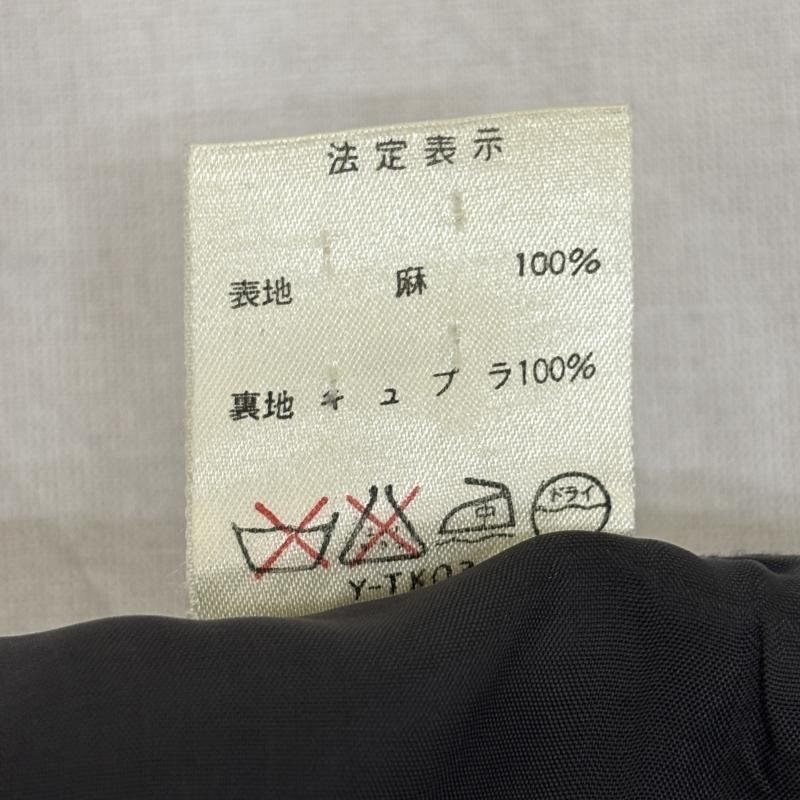 法定表示
表地 麻 100%
裏地 キュプラ100%
中 ドライ
Y-TK03